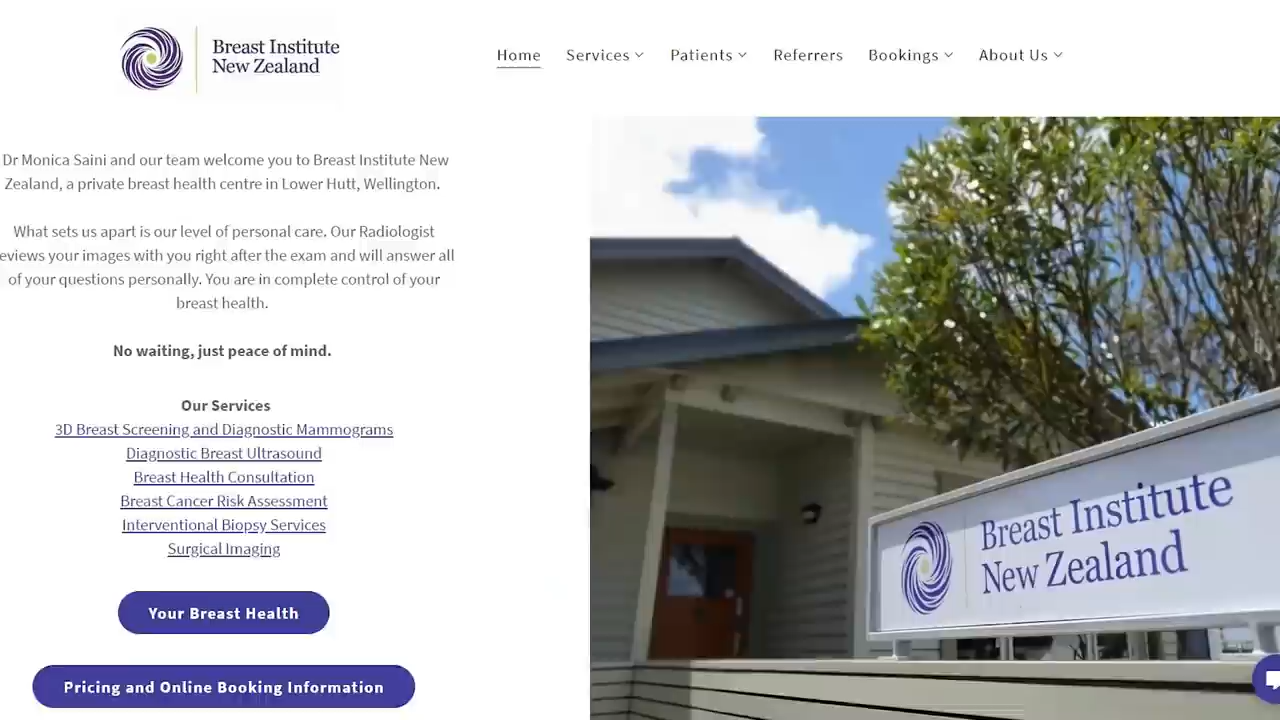 Breast Institute
New Zealand
Home Services Patients Referrers Bookings About Us
Dr Monica Saini and our team welcome you to Breast Institute New
Zealand, a private breast health centre in Lower Hutt, Wellington.
What sets us apart is our level of personal care. Our Radiologist
eviews your images with you right after the exam and will answer all
of your questions personally. You are in complete control of your
breast health.
No waiting, just peace of mind.
Our Services
3D Breast Screening and Diagnostic Mammograms
Diagnostic Breast Ultrasound
Breast Health Consultation
Breast Cancer Risk Assessment
Interventional Biopsy Services
Surgical Imaging
Your Breast Health
Pricing and Online Booking Information
Breast Institute
New Zealand